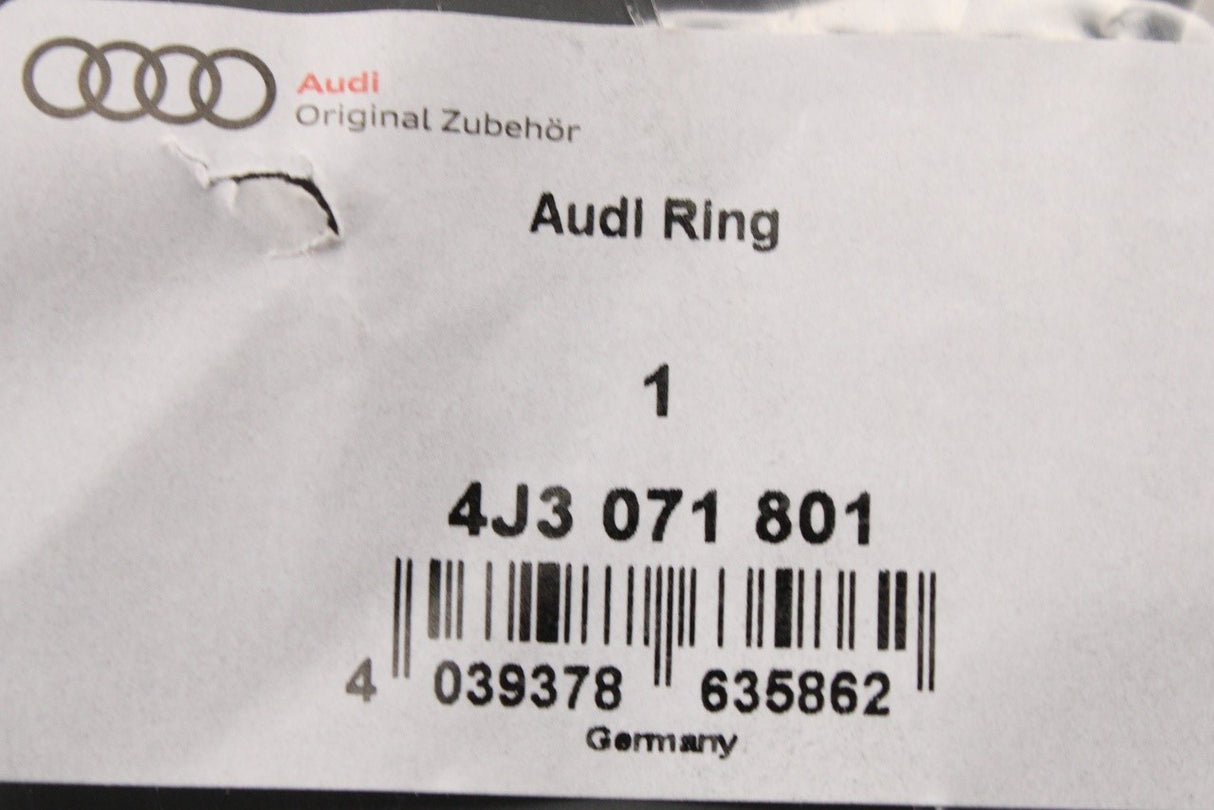 Audi
Original Zubehör
Audi Ring
1
4J3 071 801
4 039378 635862
Germany